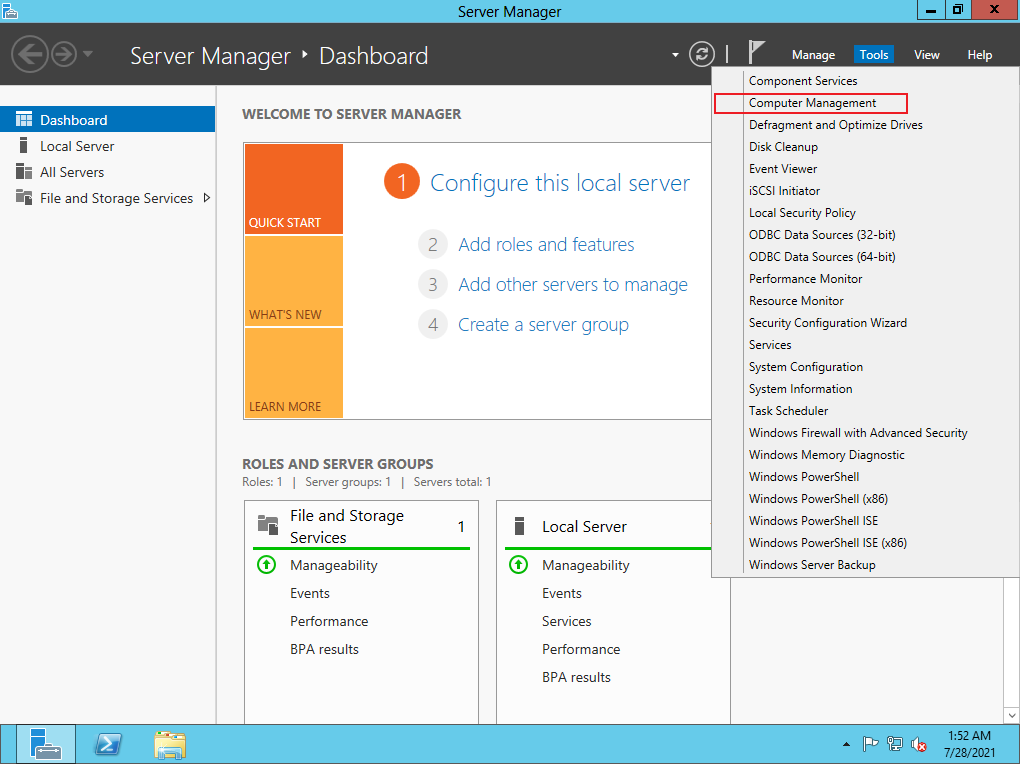 Server Manager
Server Manager ‣ Dashboard
Manage Tools View Help
Dashboard
Local Server
All Servers
File and Storage Services
WELCOME TO SERVER MANAGER
QUICK START
WHAT'S NEW
LEARN MORE
1 Configure this local server
2 Add roles and features
3 Add other servers to manage
4 Create a server group
ROLES AND SERVER GROUPS
Roles: 1 | Server groups: 1 | Servers total: 1
File and Storage
Services
1
Manageability
Events
Performance
BPA results
Local Server
Manageability
Events
Services
Performance
BPA results
Component Services
Computer Management
Defragment and Optimize Drives
Disk Cleanup
Event Viewer
iSCSI Initiator
Local Security Policy
ODBC Data Sources (32-bit)
ODBC Data Sources (64-bit)
Performance Monitor
Resource Monitor
Security Configuration Wizard
Services
System Configuration
System Information
Task Scheduler
Windows Firewall with Advanced Security
Windows Memory Diagnostic
Windows PowerShell
Windows PowerShell (x86)
Windows PowerShell ISE
Windows PowerShell ISE (x86)
Windows Server Backup
1:52 AM
7/28/2021